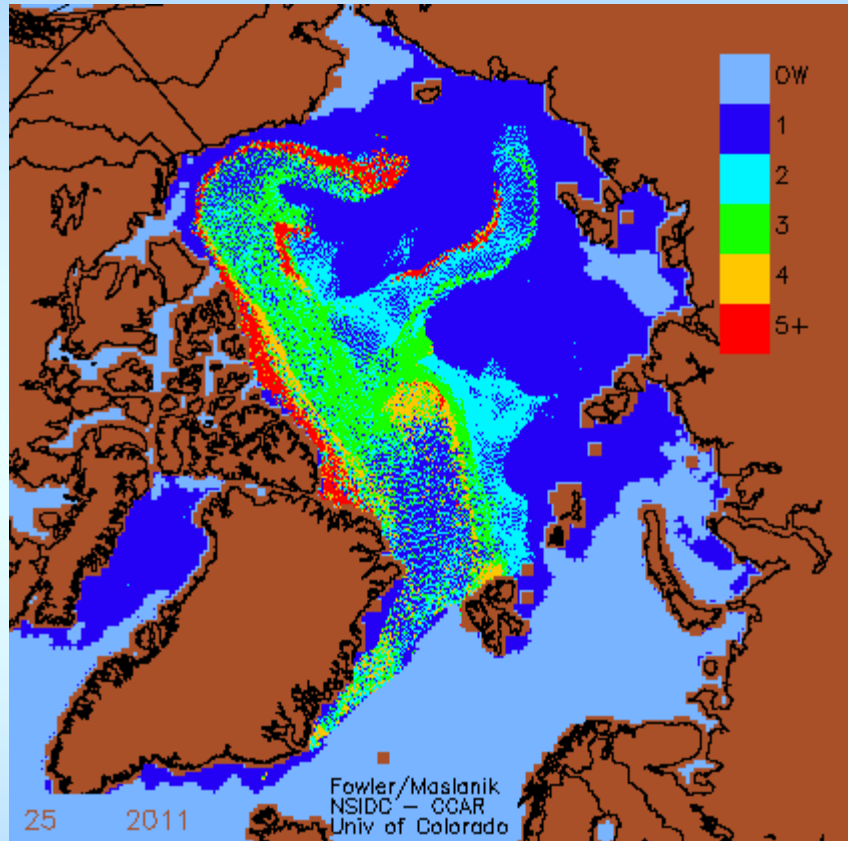 OW
1
2
3
4
5+
Fowler/Maslanik
NSIDC – CCAR
Univ of Colorado
25 2011